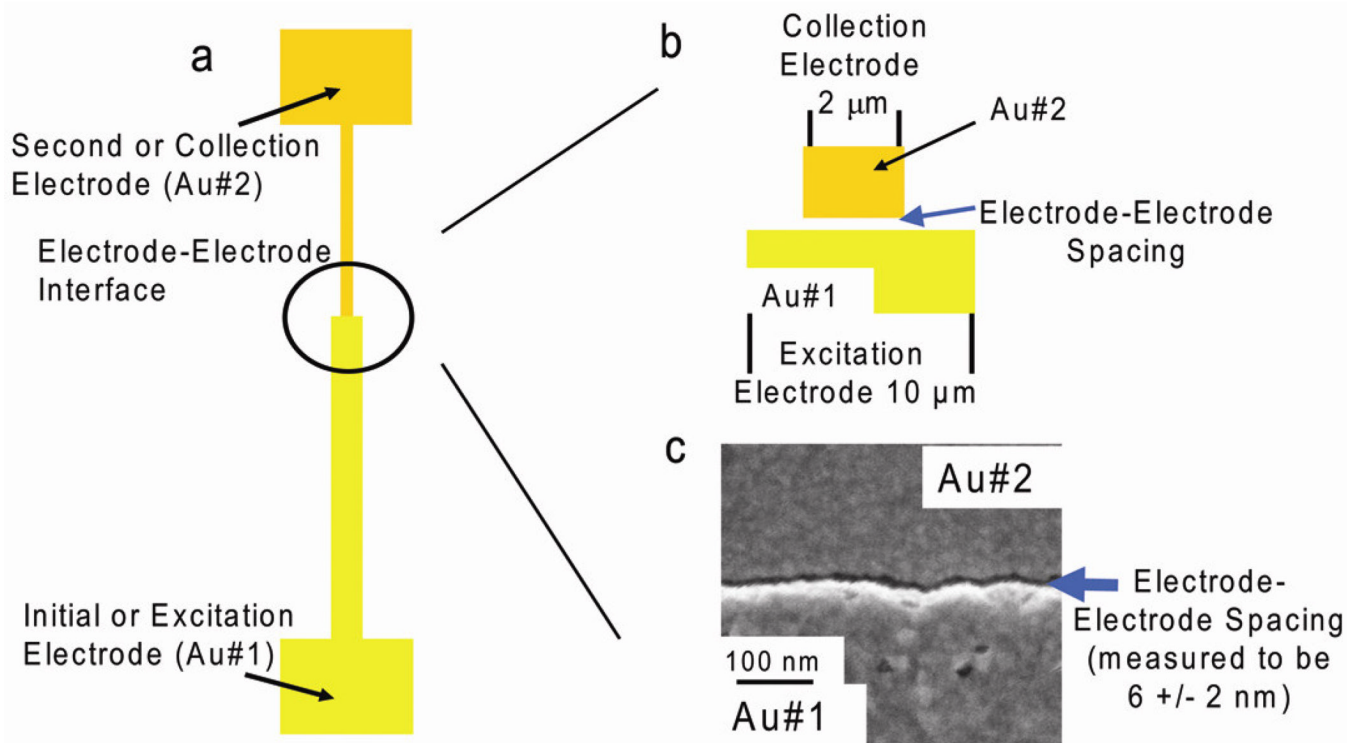 a
Second or Collection
Electrode (Au#2)
Electrode-Electrode
Interface
Initial or Excitation
Electrode (Au#1)
b
Collection
Electrode
2 μm
Au#2
Electrode-Electrode
Spacing
Au#1
Excitation
Electrode 10 µm
c
Au#2
100 nm
Au#1
Electrode-
Electrode Spacing
(measured to be
6 +/- 2 nm)